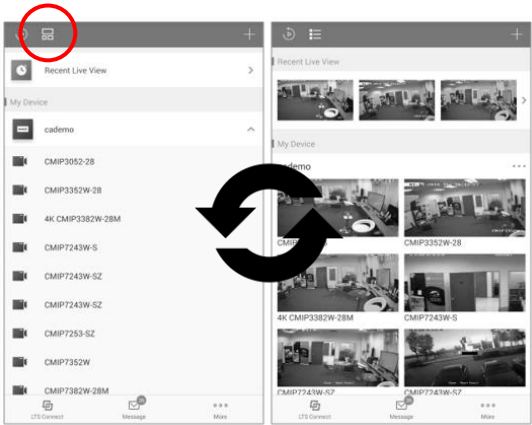 Recent Live View
My Device
cademo
CMIP3052-28
CMIP3352W-28
4K CMIP3382W-28M
CMIP7243W-S
CMIP7243W-SZ
CMIP7243W-SZ
CMIP7253-SZ
CMIP7352W
CMIP7382W-28M
LTS Connect
Message
More
Recent Live View
My Device
CMIP3352W-28
4K CMIP3382W-28M
CMIP7243W-S
CMIP7243W-SZ
CMIP7243W-SZ
LTS Connect
Message
More